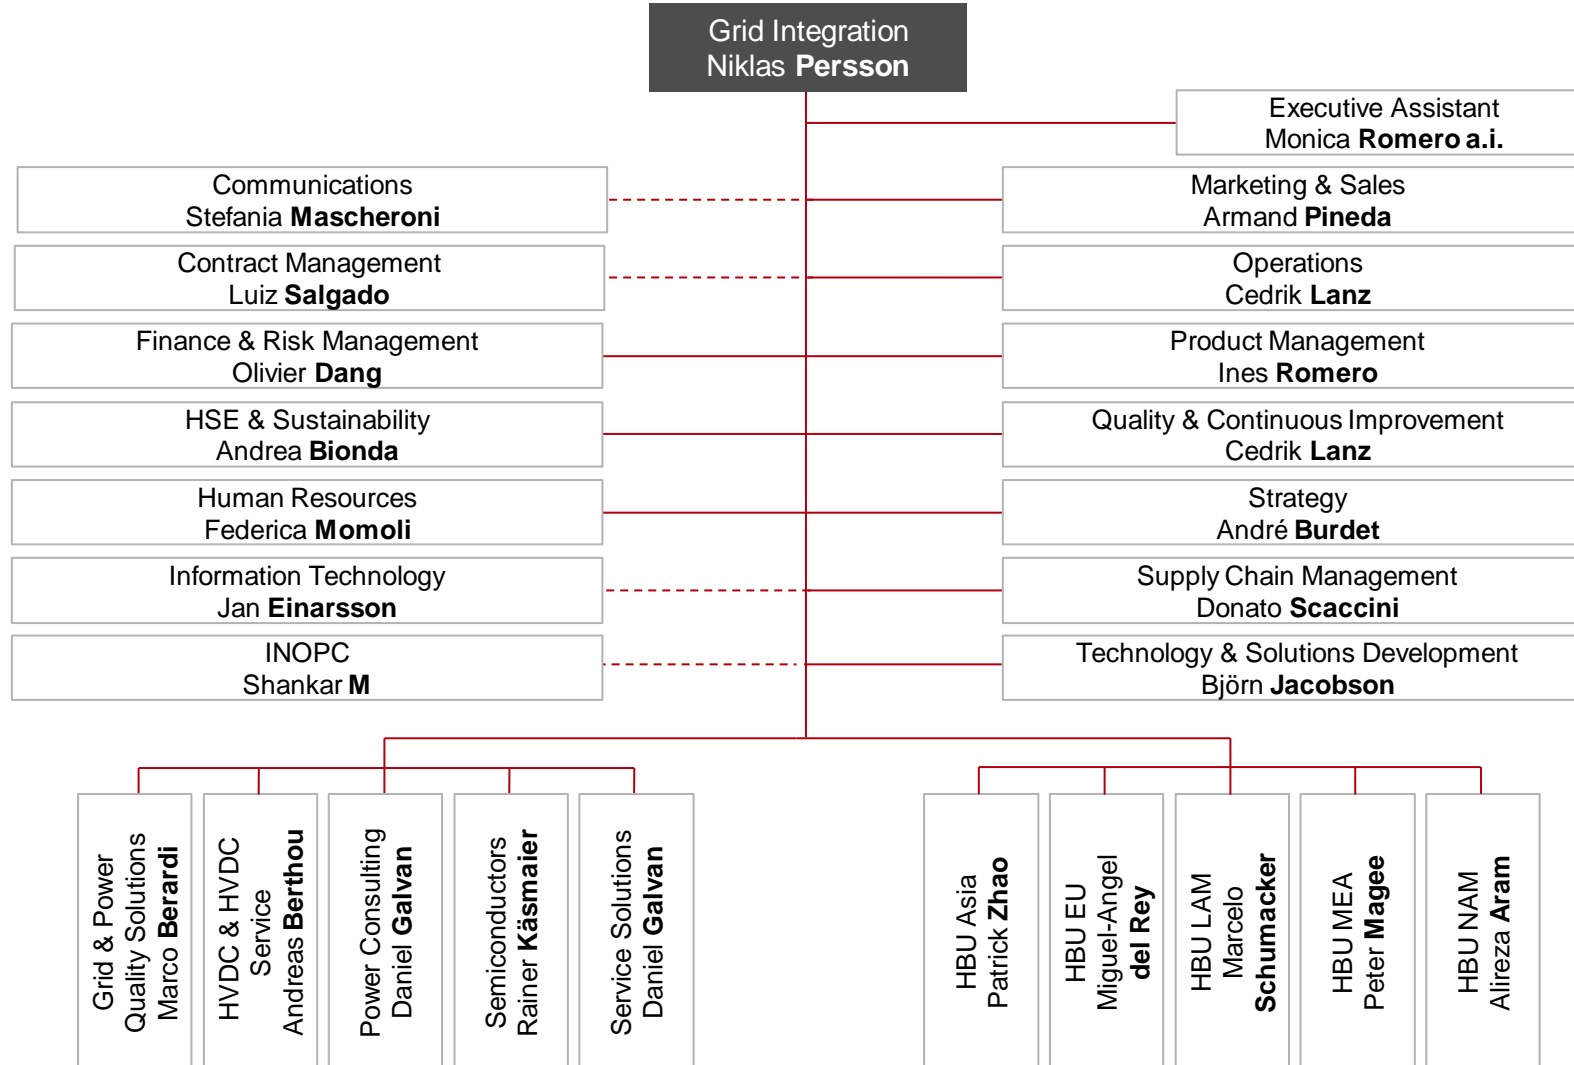 Grid Integration
Niklas Persson
Executive Assistant
Monica Romero a.i.
Communications
Stefania Mascheroni
Marketing & Sales
Armand Pineda
Contract Management
Luiz Salgado
Operations
Cedrik Lanz
Finance & Risk Management
Olivier Dang
Product Management
Ines Romero
HSE & Sustainability
Andrea Bionda
Quality & Continuous Improvement
Cedrik Lanz
Human Resources
Federica Momoli
Strategy
André Burdet
Information Technology
Jan Einarsson
Supply Chain Management
Donato Scaccini
INOPC
Shankar M
Technology & Solutions Development
Björn Jacobson
Grid & Power
Quality Solutions
Marco Berardi
HVDC & HVDC
Service
Andreas Berthou
Power Consulting
Daniel Galvan
Semiconductors
Rainer Käsmaier
Service Solutions
Daniel Galvan
HBU Asia
Patrick Zhao
HBU EU
Miguel-Angel
del Rey
HBU LAM
Marcelo
Schumacker
HBU MEA
Peter Magee
HBU NAM
Alireza Aram